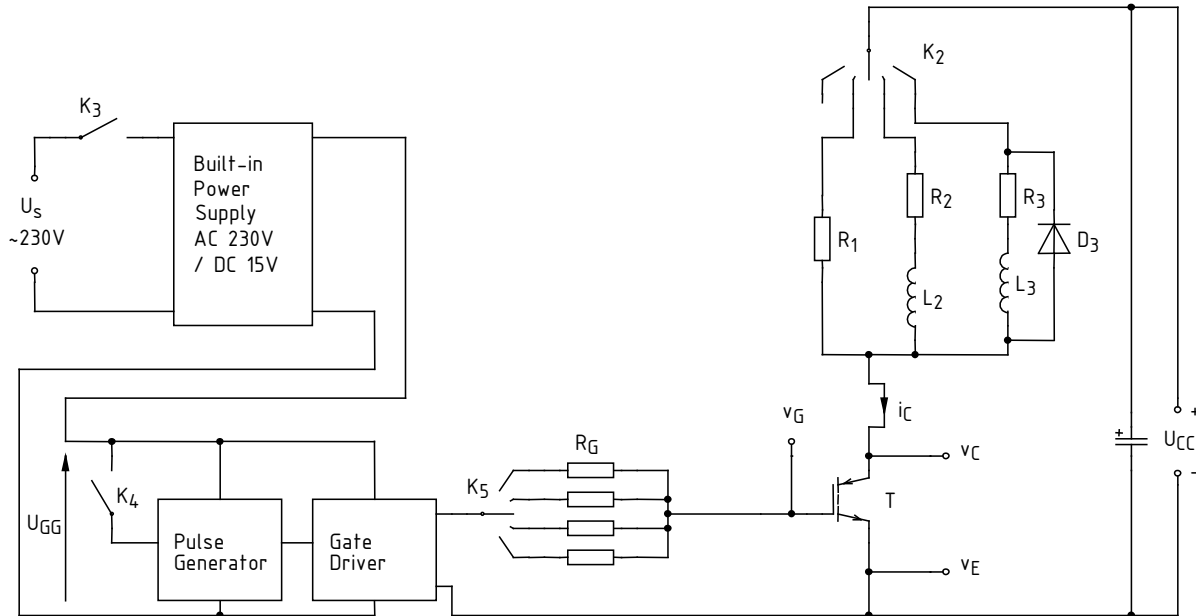 K2
K3
Built-in
Power
Supply
AC 230V
/ DC 15V
Us
~230V
R1
R2
R3
D3
L2
L3
iC
vG
RG
+
+
UCC
-
vC
K5
K4
T
UGG
Pulse
Generator
Gate
Driver
vE